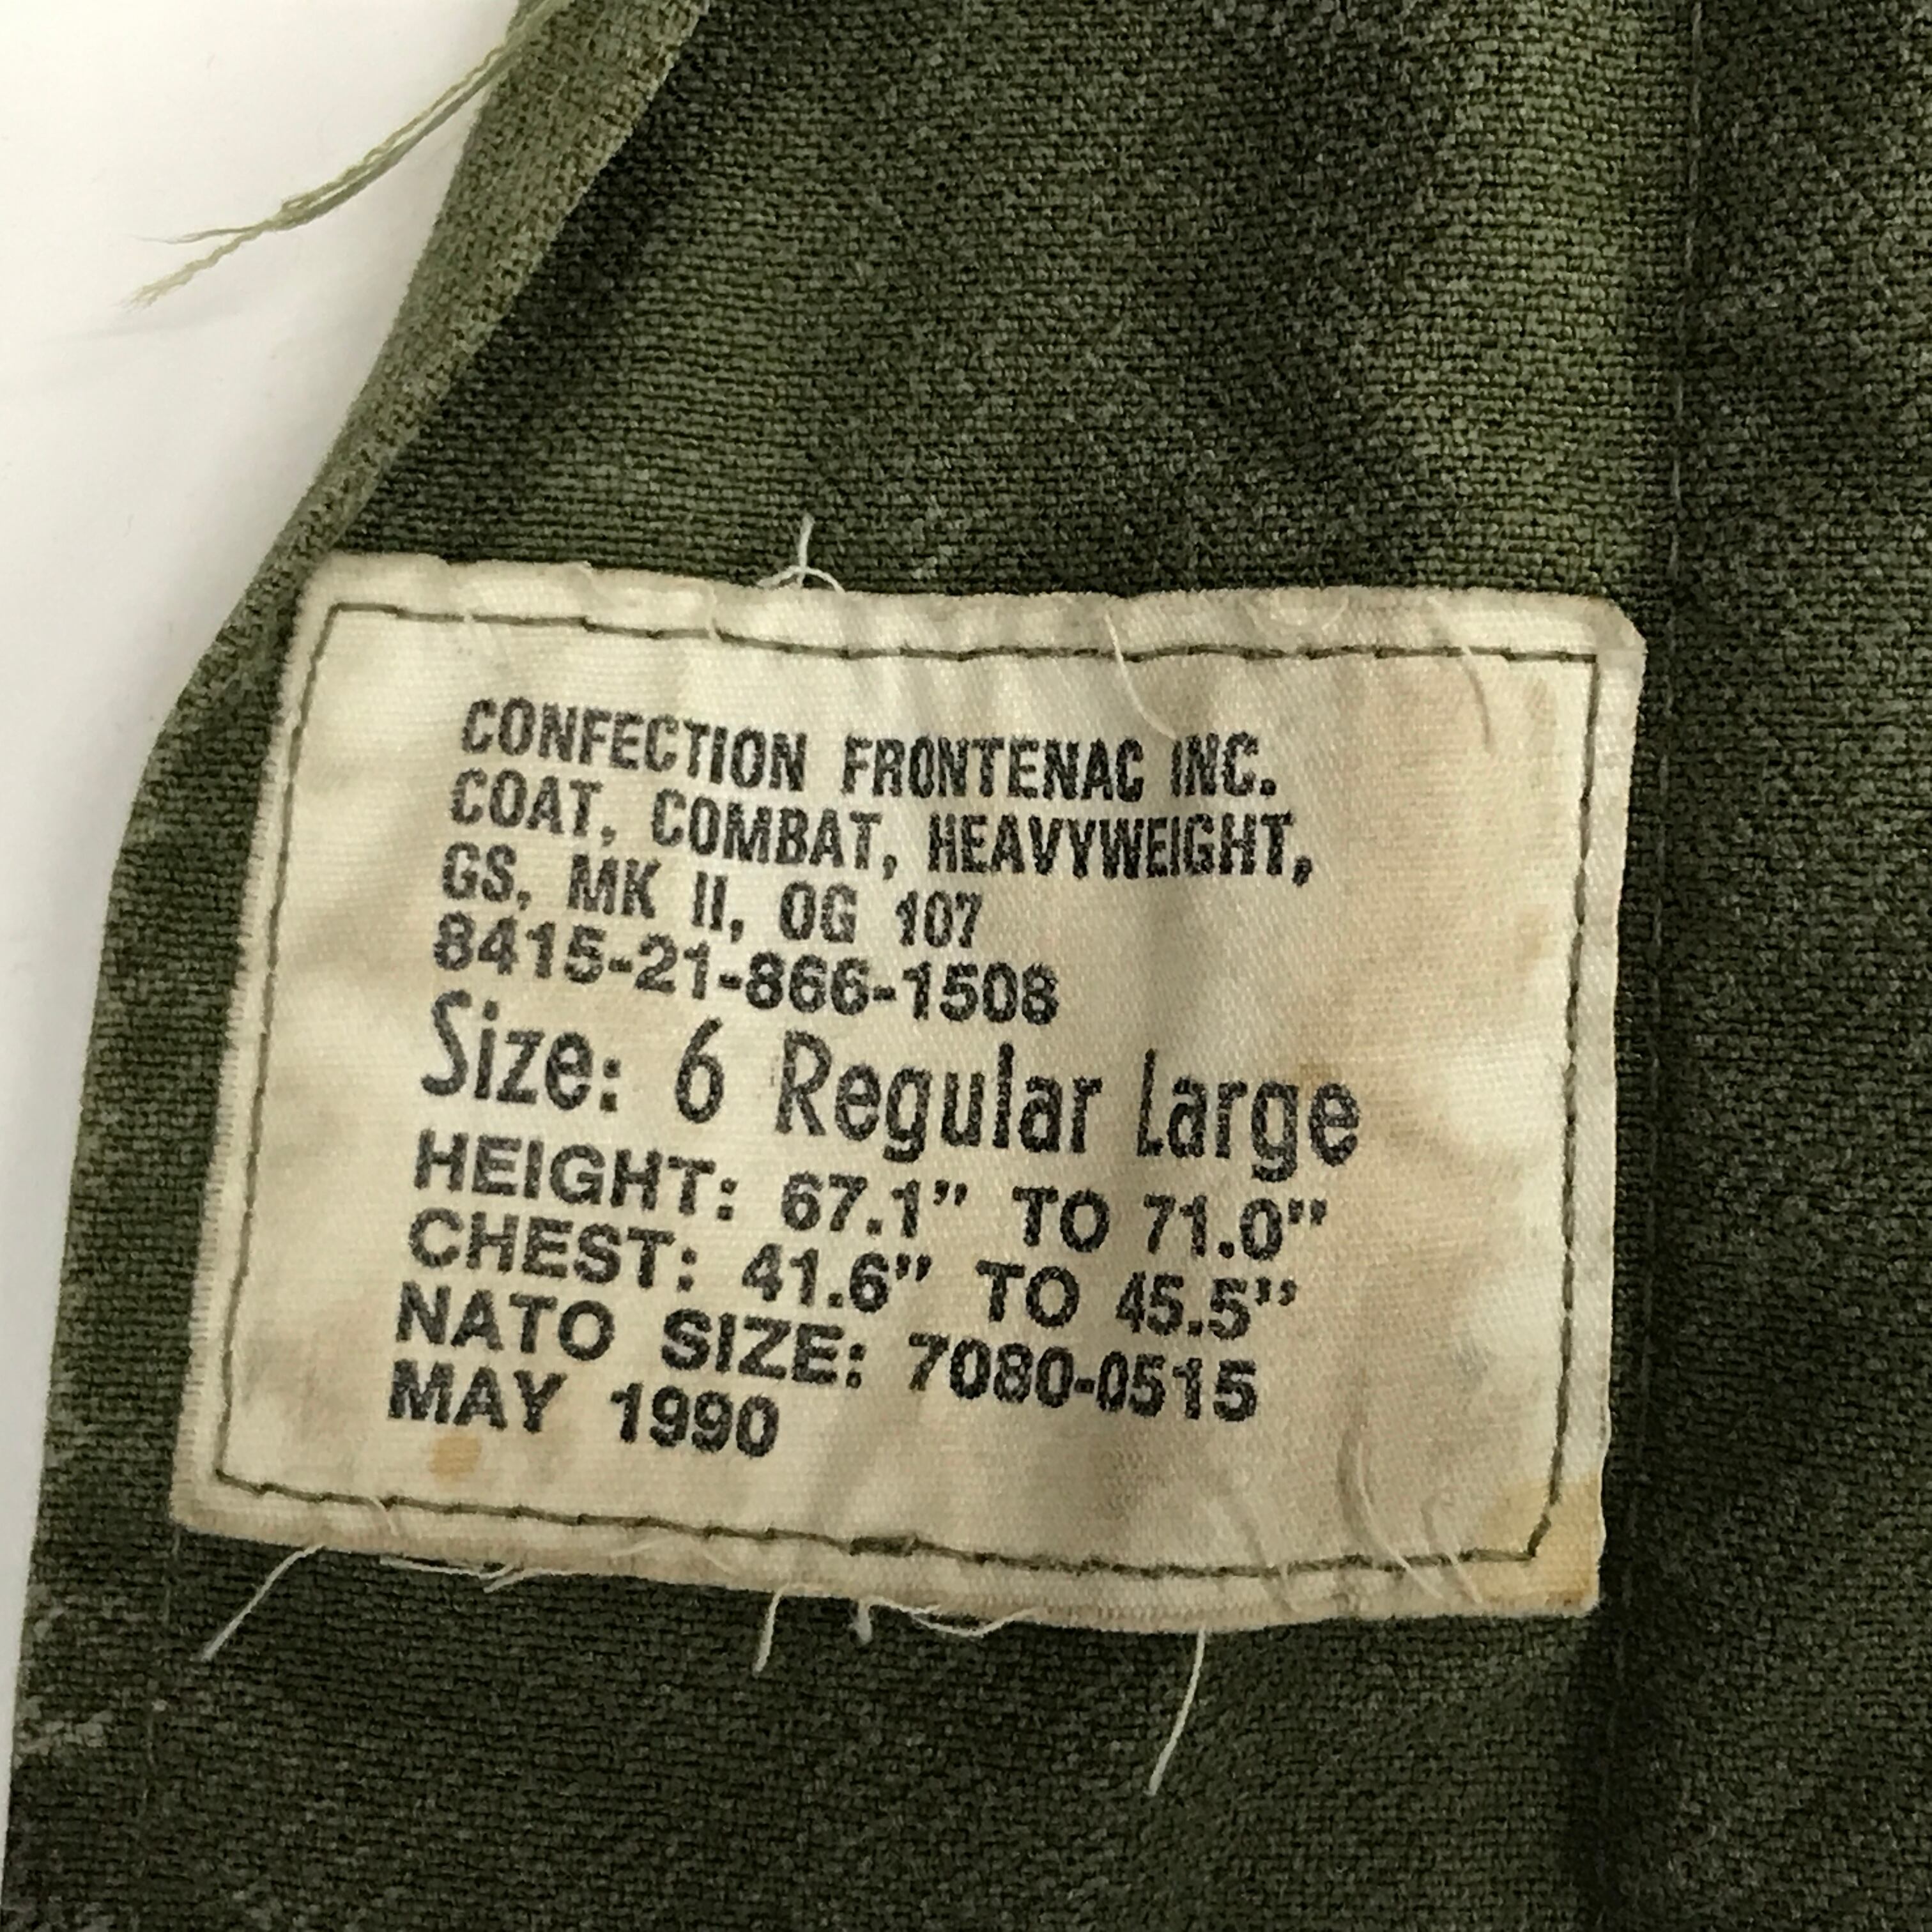 CONFECTION FRONTENAC INC.
COAT, COMBAT, HEAVYWEIGHT,
GS, MK II, OG 107
8415-21-866-1508
Size: 6 Regular Large
HEIGHT: 67.1" TO 71.0"
CHEST: 41.6" TO 45.5"
NATO SIZE: 7080-0515
MAY 1990